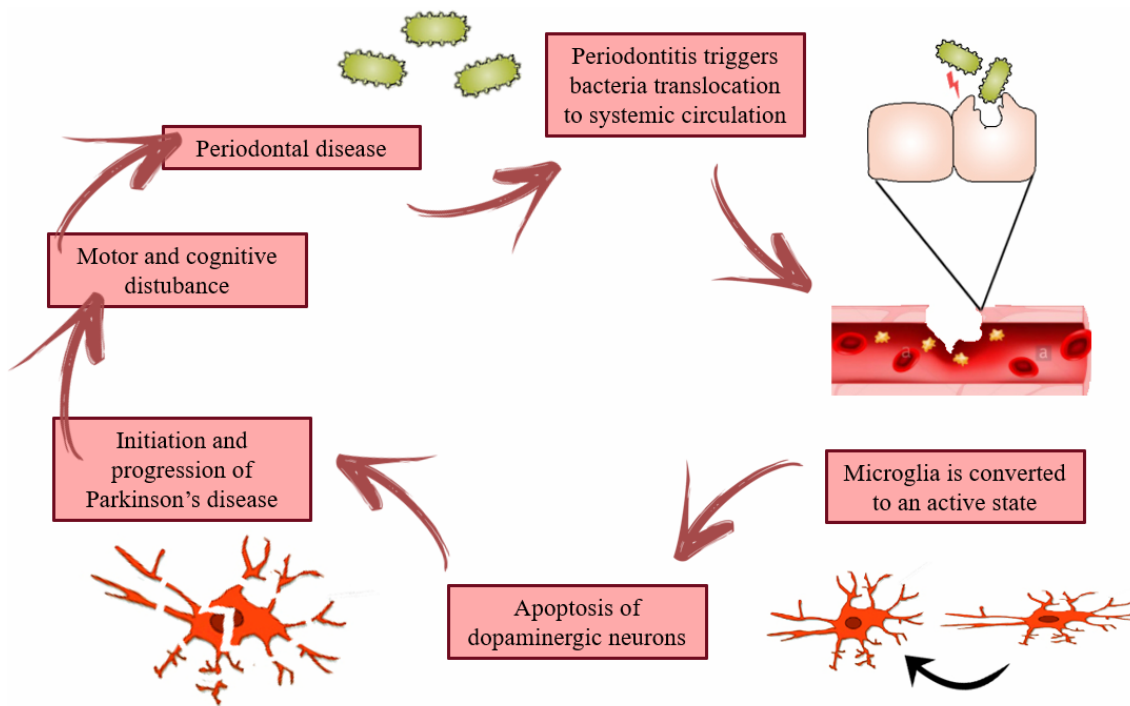 Periodontitis triggers
bacteria translocation
to systemic circulation
Periodontal disease
Motor and cognitive
distubance
a
a
Initiation and
progression of
Parkinson’s disease
Microglia is converted
to an active state
Apoptosis of
dopaminergic neurons